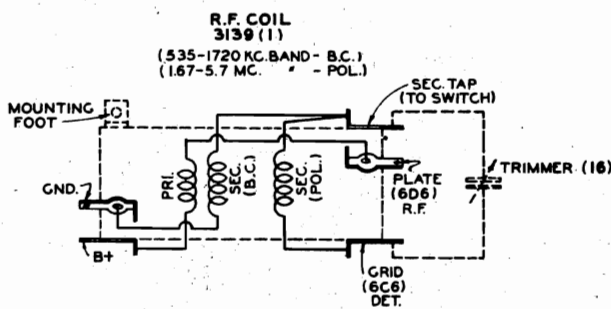 R.F. COIL
3139 (1)
(.535-1720 KC. BAND - B.C.)
(1.67-5.7 MC. " - POL.)
MOUNTING
FOOT
SEC. TAP
(TO SWITCH)
GND.
PRI.
SEC.
(B.C.)
SEC.
(POL.)
PLATE
(6D6)
R.F.
TRIMMER (16)
B+
GRID
(6C6)
DET.